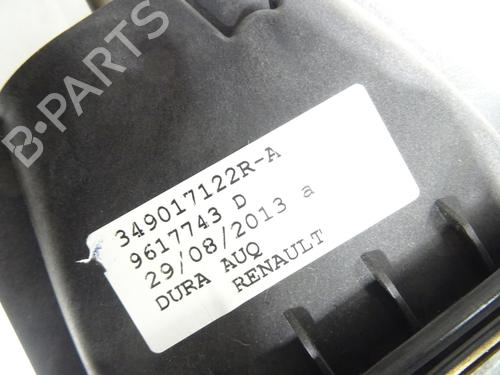 B-PARTS
349017122R-A
9617743 D
29/08/2013 a
DURA AUQ
RENAULT